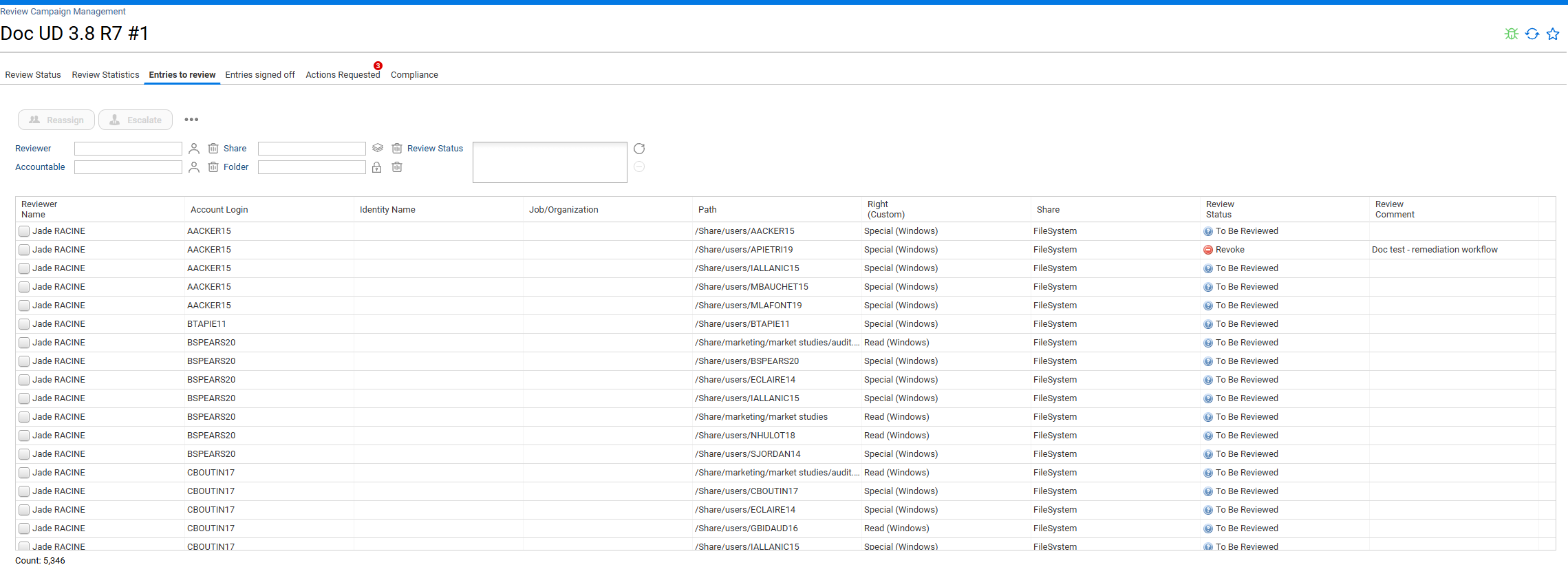 Review Campaign Management
Doc UD 3.8 R7 #1
Review Status Review Statistics Entries to review Entries signed off Actions Requested 3 Compliance
Reassign Escalate •••
Reviewer Share Review Status
Accountable Folder
Reviewer Name Account Login Identity Name Job/Organization Path Right (Custom) Share Review Status Review Comment
Jade RACINE AACKER15 /Share/users/AACKER15 Special (Windows) FileSystem To Be Reviewed
Jade RACINE AACKER15 /Share/users/APIETRI19 Special (Windows) FileSystem Revoke Doc test - remediation workflow
Jade RACINE AACKER15 /Share/users/IALLANIC15 Special (Windows) FileSystem To Be Reviewed
Jade RACINE AACKER15 /Share/users/MBAUCHET15 Special (Windows) FileSystem To Be Reviewed
Jade RACINE AACKER15 /Share/users/MLAFONT19 Special (Windows) FileSystem To Be Reviewed
Jade RACINE BTAPIE11 /Share/users/BTAPIE11 Special (Windows) FileSystem To Be Reviewed
Jade RACINE BSPEARS20 /Share/marketing/market studies/audit... Read (Windows) FileSystem To Be Reviewed
Jade RACINE BSPEARS20 /Share/users/BSPEARS20 Special (Windows) FileSystem To Be Reviewed
Jade RACINE BSPEARS20 /Share/users/ECLAIRE14 Special (Windows) FileSystem To Be Reviewed
Jade RACINE BSPEARS20 /Share/users/IALLANIC15 Special (Windows) FileSystem To Be Reviewed
Jade RACINE BSPEARS20 /Share/marketing/market studies Read (Windows) FileSystem To Be Reviewed
Jade RACINE BSPEARS20 /Share/users/NHULOT18 Read (Windows) FileSystem To Be Reviewed
Jade RACINE BSPEARS20 /Share/users/SJORDAN14 Special (Windows) FileSystem To Be Reviewed
Jade RACINE CBOUTIN17 /Share/marketing/market studies/audit... Read (Windows) FileSystem To Be Reviewed
Jade RACINE CBOUTIN17 /Share/users/CBOUTIN17 Special (Windows) FileSystem To Be Reviewed
Jade RACINE CBOUTIN17 /Share/users/ECLAIRE14 Special (Windows) FileSystem To Be Reviewed
Jade RACINE CBOUTIN17 /Share/users/GBIDAUD16 Read (Windows) FileSystem To Be Reviewed
Jade RACINE CBOUTIN17 /Share/users/IALLANIC15 Special (Windows) FileSystem To Be Reviewed
Count: 5,346